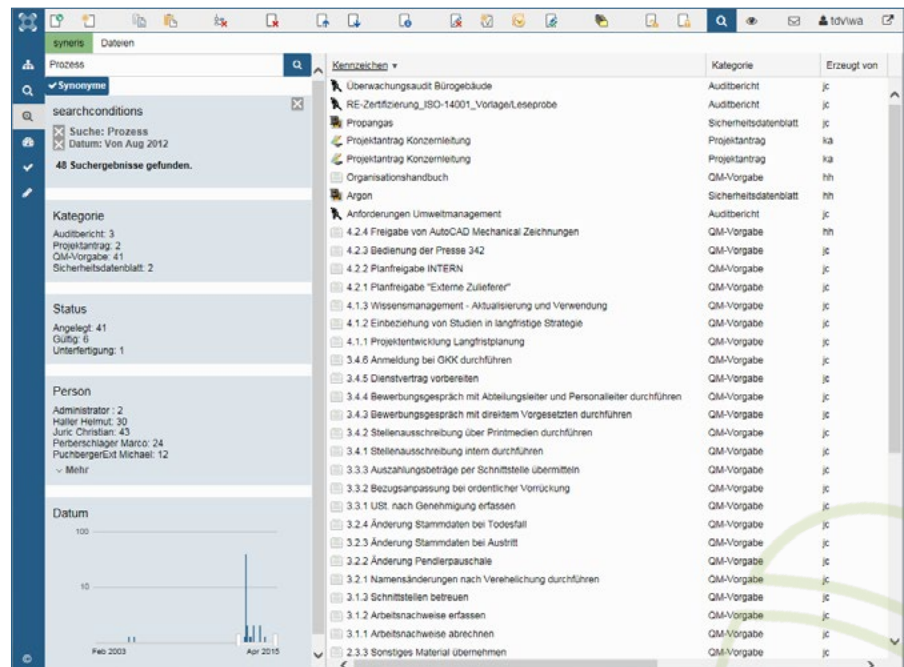 tdv\wa
syneris Dateien
Prozess
Synonyme
searchconditions
Suche: Prozess
Datum: Von Aug 2012
48 Suchergebnisse gefunden.
Kategorie
Auditbericht: 3
Projektantrag: 2
QM-Vorgabe: 41
Sicherheitsdatenblatt: 2
Status
Angelegt: 41
Gültig: 6
Unterfertigung: 1
Person
Administrator : 2
Haller Helmut: 30
Juric Christian: 43
Perberschlager Marco: 24
PuchbergerExt Michael: 12
Mehr
Datum
100
10
Feb 2003 Apr 2015
Kennzeichen Kategorie Erzeugt von
Überwachungsaudit Bürogebäude Auditbericht jc
RE-Zertifizierung_ISO-14001_Vorlage/Leseprobe Auditbericht jc
Propangas Sicherheitsdatenblatt jc
Projektantrag Konzernleitung Projektantrag ka
Projektantrag Konzernleitung Projektantrag ka
Organisationshandbuch QM-Vorgabe hh
Argon Sicherheitsdatenblatt hh
Anforderungen Umweltmanagement Auditbericht jc
4.2.4 Freigabe von AutoCAD Mechanical Zeichnungen QM-Vorgabe hh
4.2.3 Bedienung der Presse 342 QM-Vorgabe jc
4.2.2 Planfreigabe INTERN QM-Vorgabe jc
4.2.1 Planfreigabe "Externe Zulieferer" QM-Vorgabe jc
4.1.3 Wissensmanagement - Aktualisierung und Verwendung QM-Vorgabe jc
4.1.2 Einbeziehung von Studien in langfristige Strategie QM-Vorgabe jc
4.1.1 Projektentwicklung Langfristplanung QM-Vorgabe jc
3.4.6 Anmeldung bei GKK durchführen QM-Vorgabe jc
3.4.5 Dienstvertrag vorbereiten QM-Vorgabe jc
3.4.4 Bewerbungsgespräch mit Abteilungsleiter und Personalleiter durchführen QM-Vorgabe jc
3.4.3 Bewerbungsgespräch mit direktem Vorgesetzten durchführen QM-Vorgabe jc
3.4.2 Stellenausschreibung über Printmedien durchführen QM-Vorgabe jc
3.4.1 Stellenausschreibung intern durchführen QM-Vorgabe jc
3.3.3 Auszahlungsbeträge per Schnittstelle übermitteln QM-Vorgabe jc
3.3.2 Bezugsanpassung bei ordentlicher Vorrückung QM-Vorgabe jc
3.3.1 USt. nach Genehmigung erfassen QM-Vorgabe jc
3.2.4 Änderung Stammdaten bei Todesfall QM-Vorgabe jc
3.2.3 Änderung Stammdaten bei Austritt QM-Vorgabe jc
3.2.2 Änderung Pendlerpauschale QM-Vorgabe jc
3.2.1 Namensänderungen nach Verehelichung durchführen QM-Vorgabe jc
3.1.3 Schnittstellen betreuen QM-Vorgabe jc
3.1.2 Arbeitsnachweise erfassen QM-Vorgabe jc
3.1.1 Arbeitsnachweise abrechnen QM-Vorgabe jc
2.3.3 Sonstiges Material übernehmen QM-Vorgabe jc